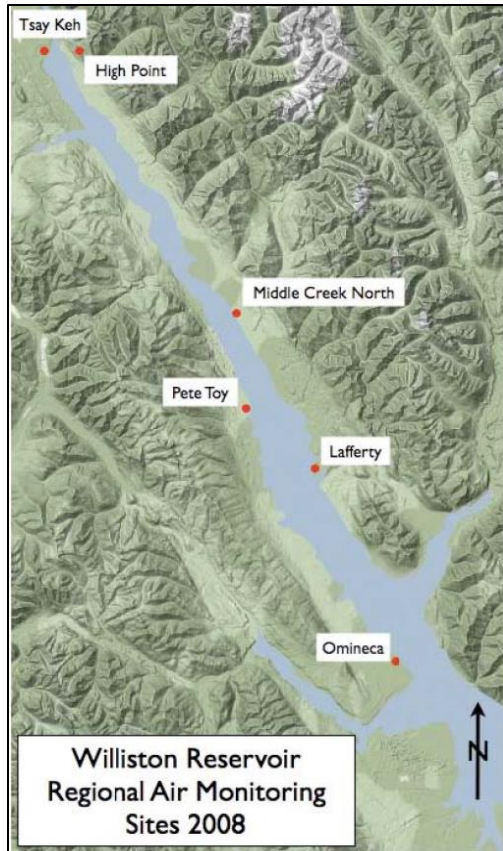 Tsay Keh
High Point
Middle Creek North
Pete Toy
Lafferty
Omineca
N
Williston Reservoir
Regional Air Monitoring
Sites 2008